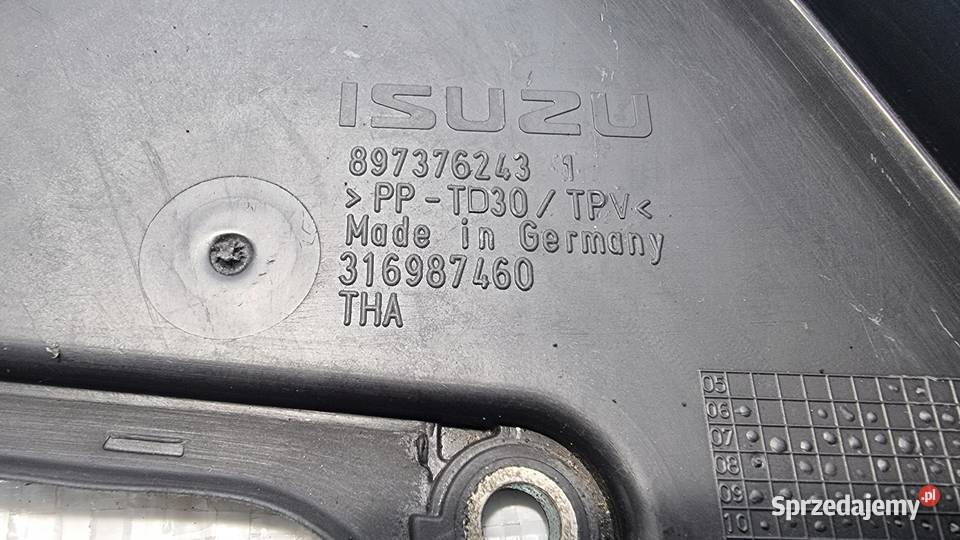 ISUZU
897376243 1
>PP-TD30/TPV<
Made in Germany
316987460
THA
05
06
07
08
09
10
Sprzedajemy.pl